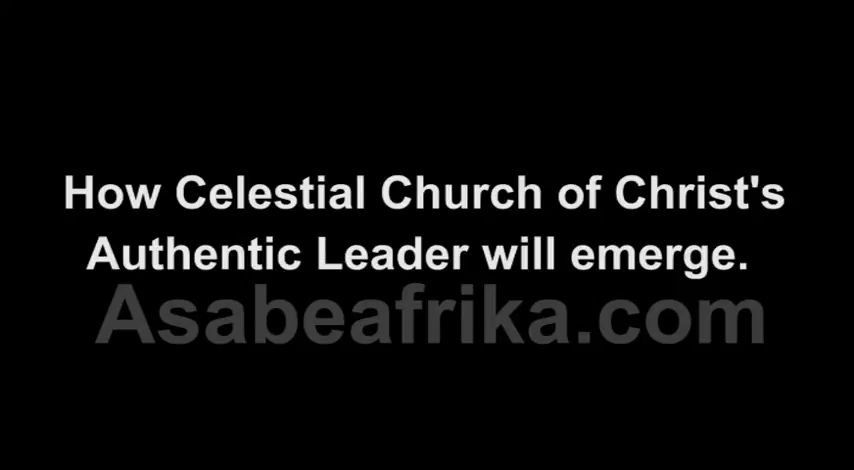 How Celestial Church of Christ's
Authentic Leader will emerge.
Asabeafrika.com